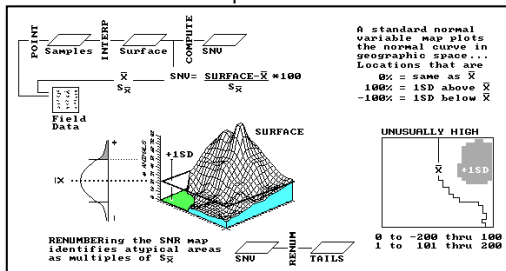 POINT
Samples
INTERP
Surface
COMPUTE
SNV
X̄
SX̄
SNV= SURFACE-X̄ *100
SX̄
Field
Data
A standard normal
variable map plots
the normal curve in
geographic space...
Locations that are
0% = same as X̄
100% = 1SD above X̄
-100% = 1SD below X̄
SURFACE
+1SD
+
X̄
-
UNUSUALLY HIGH
X̄
+1SD
0 to -200 thru 100
1 to 101 thru 200
RENUMBERing the SNR map
identifies atypical areas
as multiples of SX̄
SNV
RENUM
TAILS